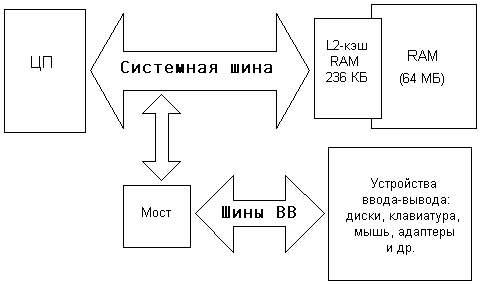 ЦП
Системная шина
L2-кэш
RAM
236 КБ
RAM
(64 МБ)
Мост
Шины ВВ
Устройства
ввода-вывода:
диски, клавиатура,
мышь, адаптеры
и др.